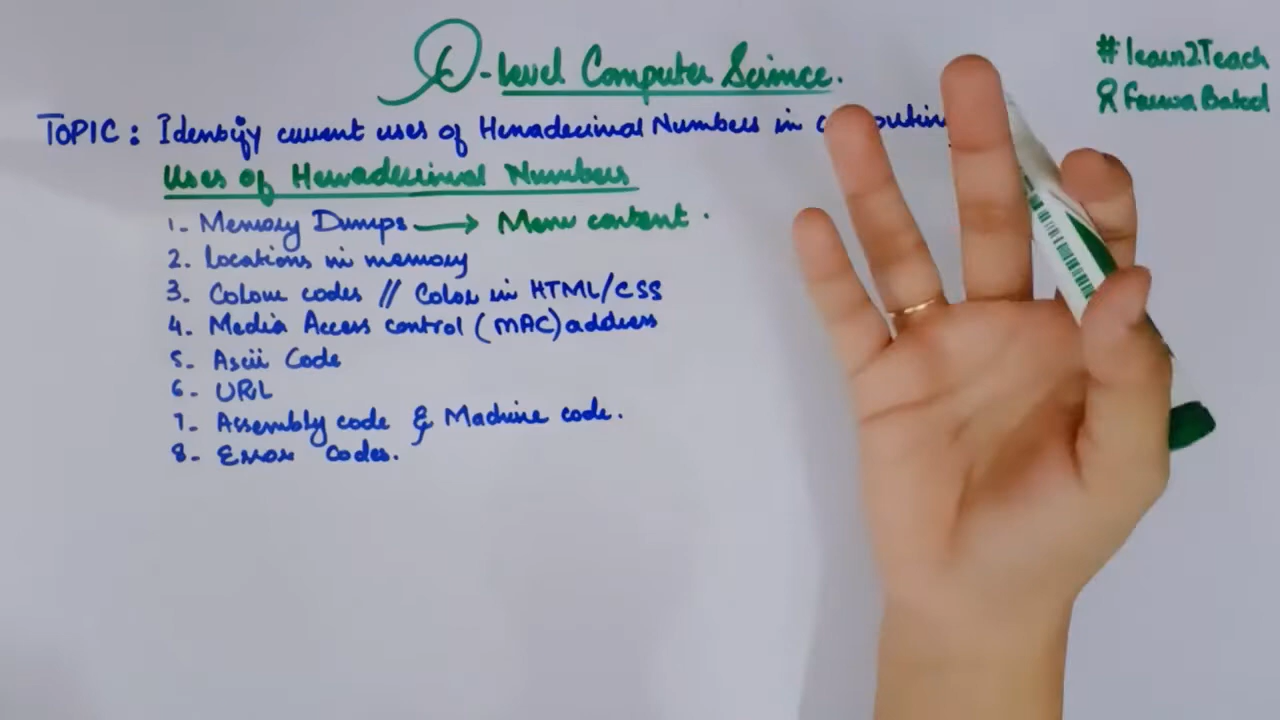 O-level Computer Science.
#learn2Teach
TOPIC: Identify current uses of Hexadecimal Numbers in computing
Uses of Hexadecimal Numbers
1. Memory Dumps → content.
2. Locations in memory
3. Colour codes // Color in HTML/CSS
4. Media Access control (MAC) address
5. Ascii Code
6- URL
7. Assembly code & Machine code.
8- Error Codes.